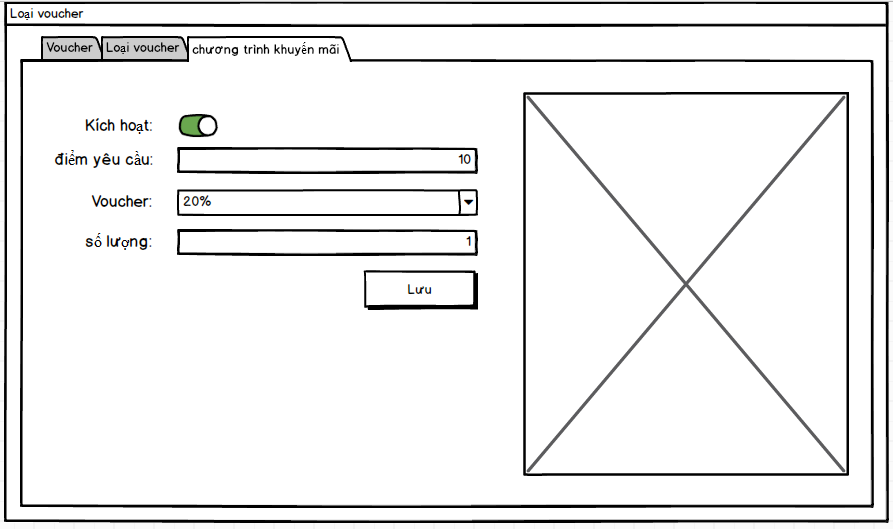 Loại voucher
Voucher
Loại voucher
chương trình khuyến mãi
Kích hoạt:
điểm yêu cầu:
10
Voucher:
20%
số lượng:
1
Lưu